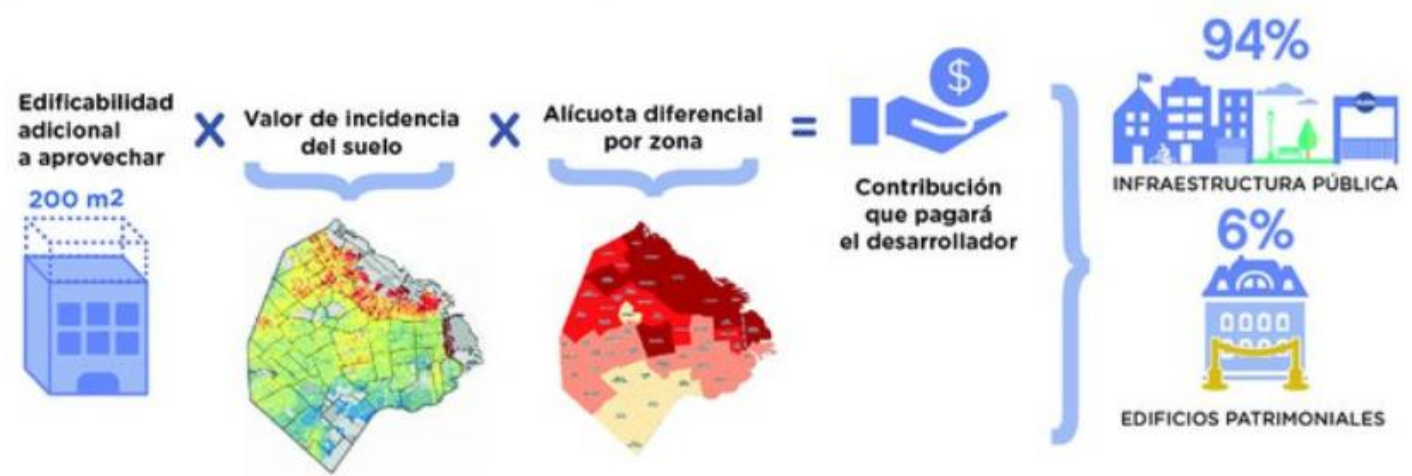 Edificabilidad
adicional
a aprovechar
200 m2
X
Valor de incidencia
del suelo
X
Alícuota diferencial
por zona
=
$
Contribución
que pagará
el desarrollador
94%
INFRAESTRUCTURA PÚBLICA
6%
EDIFICIOS PATRIMONIALES